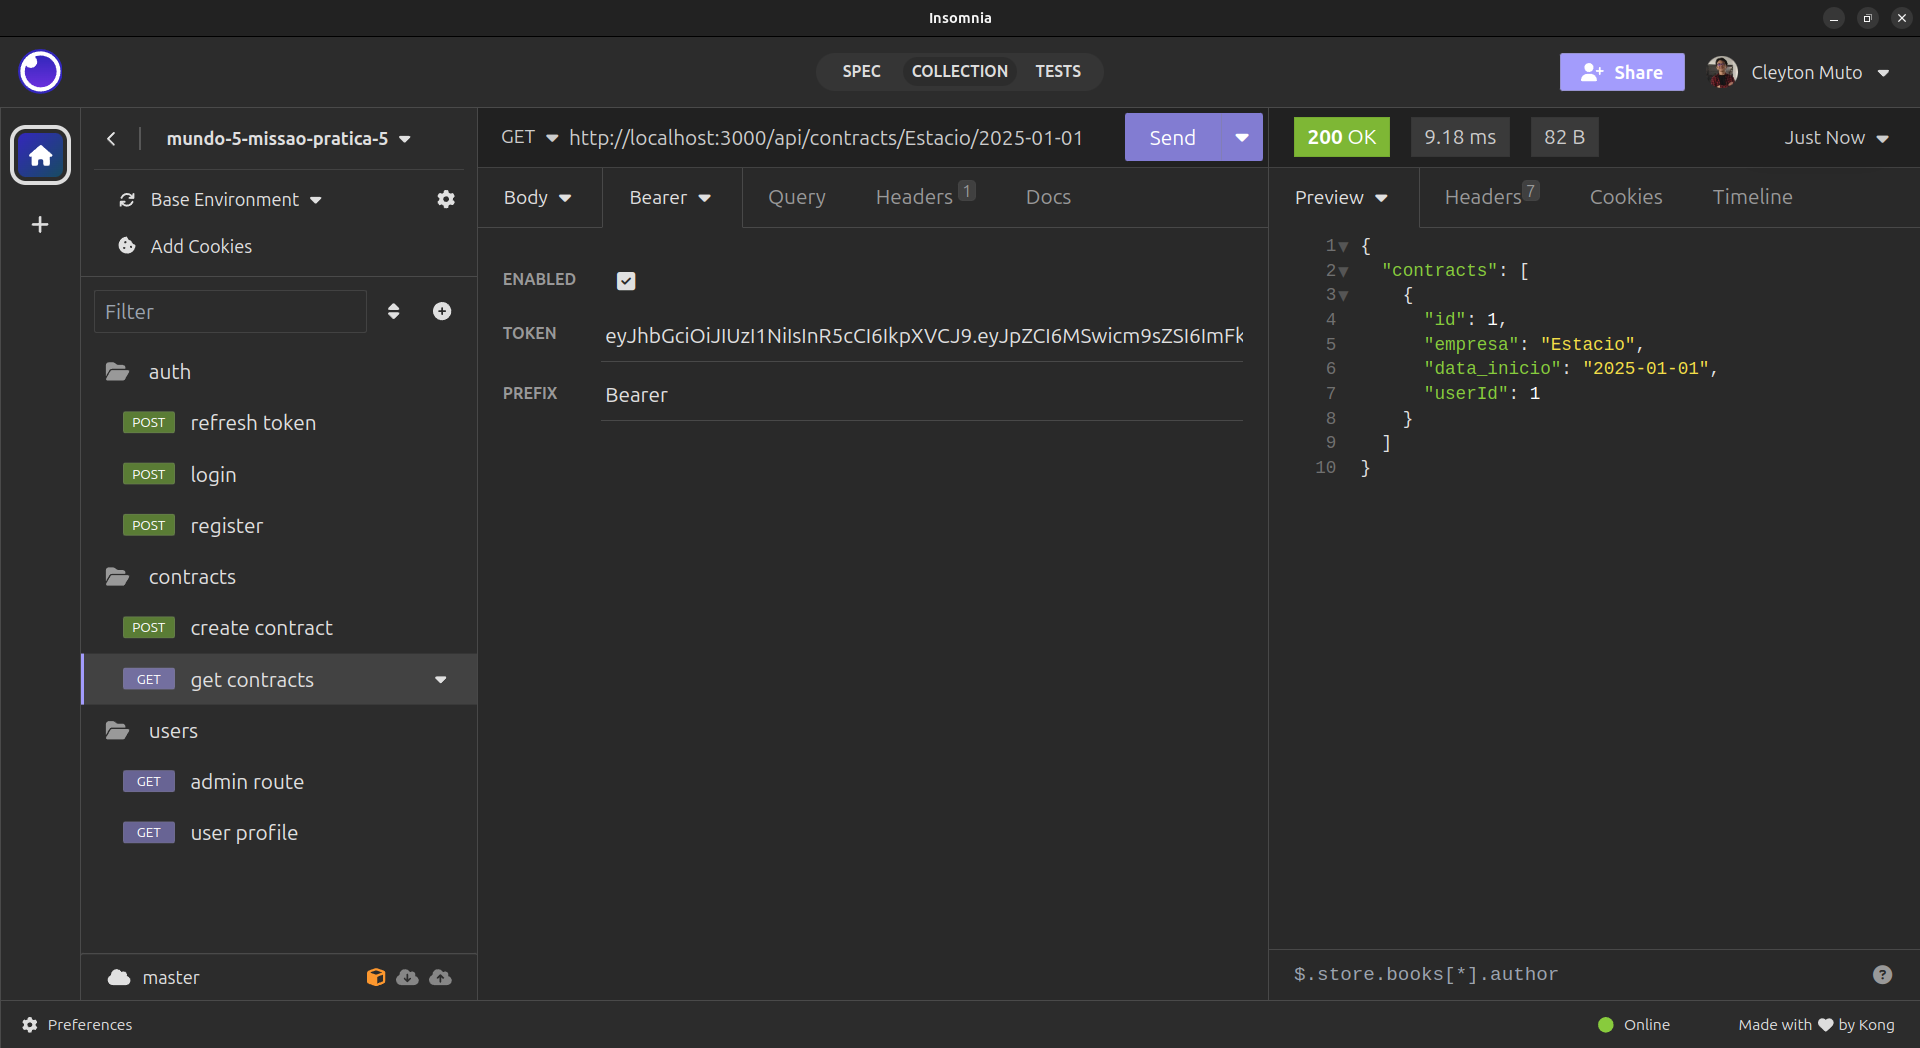 Insomnia
SPEC COLLECTION TESTS
Share
Cleyton Muto
mundo-5-missao-pratica-5
Base Environment
Add Cookies
Filter
auth
POST refresh token
POST login
POST register
contracts
POST create contract
GET get contracts
users
GET admin route
GET user profile
master
GET http://localhost:3000/api/contracts/Estacio/2025-01-01
Send
Body Bearer Query Headers 1 Docs
ENABLED
TOKEN eyJhbGciOiJIUzI1NiIsInR5cCI6IkpXVCJ9.eyJpZCI6MSwicm9sZSI6ImFk
PREFIX Bearer
200 OK 9.18 ms 82 B Just Now
Preview Headers 7 Cookies Timeline
1 {
2 "contracts": [
3 {
4 "id": 1,
5 "empresa": "Estacio",
6 "data_inicio": "2025-01-01",
7 "userId": 1
8 }
9 ]
10 }
$.store.books[*].author
?
Preferences
Online
Made with ♥ by Kong